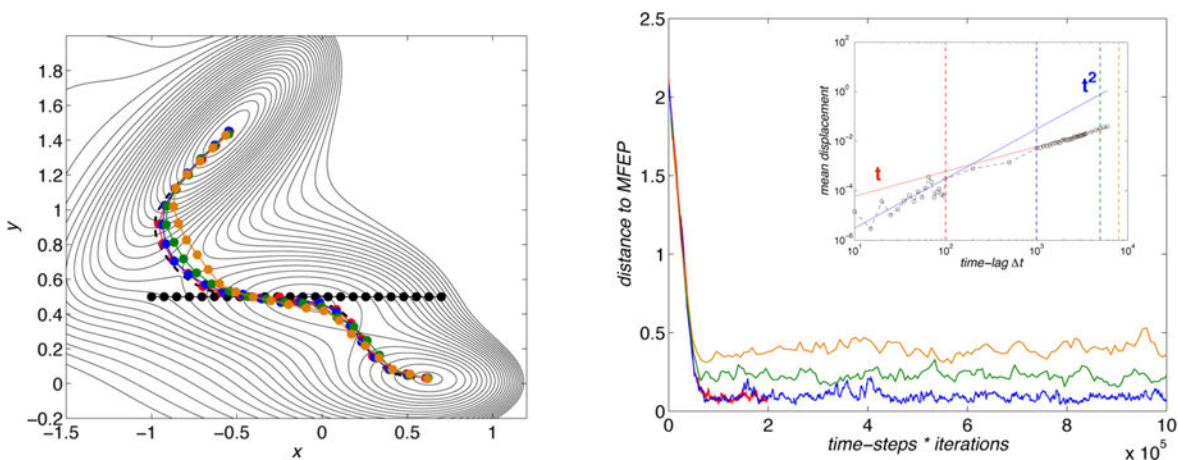 1.8
1.6
1.4
1.2
1
0.8
0.6
0.4
0.2
0
−0.2
y
−1.5 −1 −0.5 0 0.5 1
x
2.5
2
1.5
1
0.5
0
distance to MFEP
0 2 4 6 8 10
time-steps * iterations
x 10^5
10^2
10^0
10^-2
10^-4
10^-6
mean displacement
t
t^2
10^1 10^2 10^3 10^4
time-lag Δt